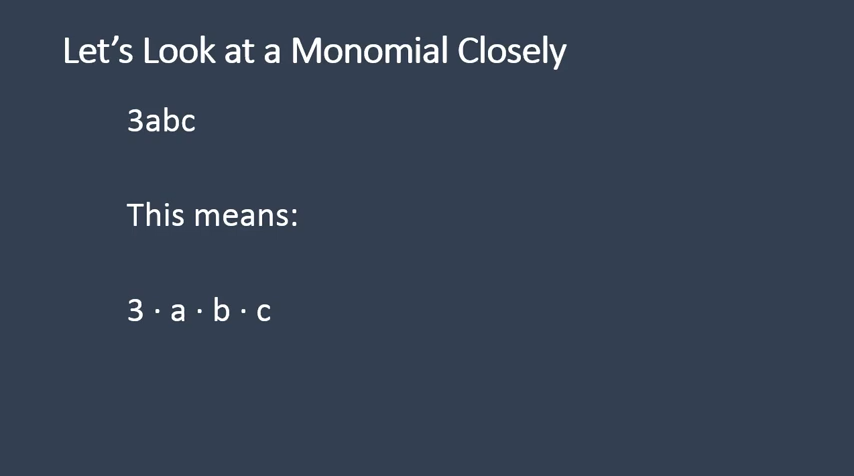 Let’s Look at a Monomial Closely
3abc
This means:
3 · a · b · c